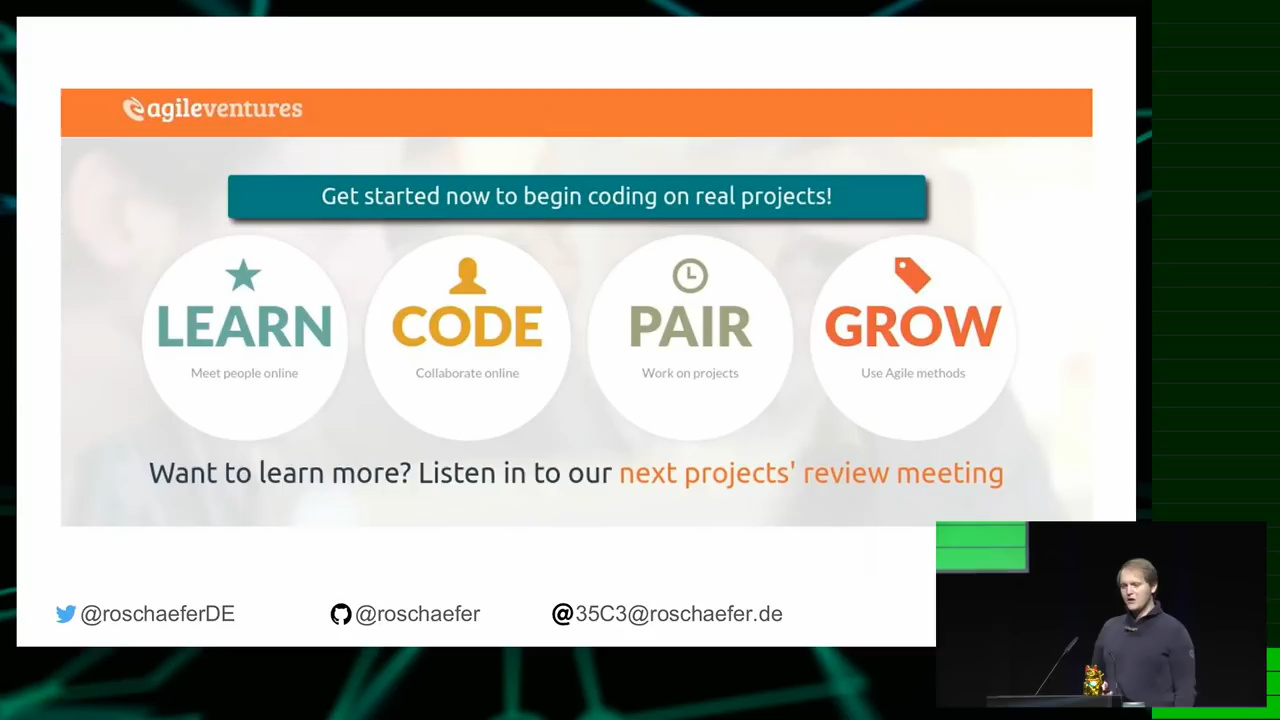 agileventures
Get started now to begin coding on real projects!
LEARN
Meet people online
CODE
Collaborate online
PAIR
Work on projects
GROW
Use Agile methods
Want to learn more? Listen in to our next projects' review meeting
@roschaeferDE
@roschaefer
@35C3@roschaefer.de